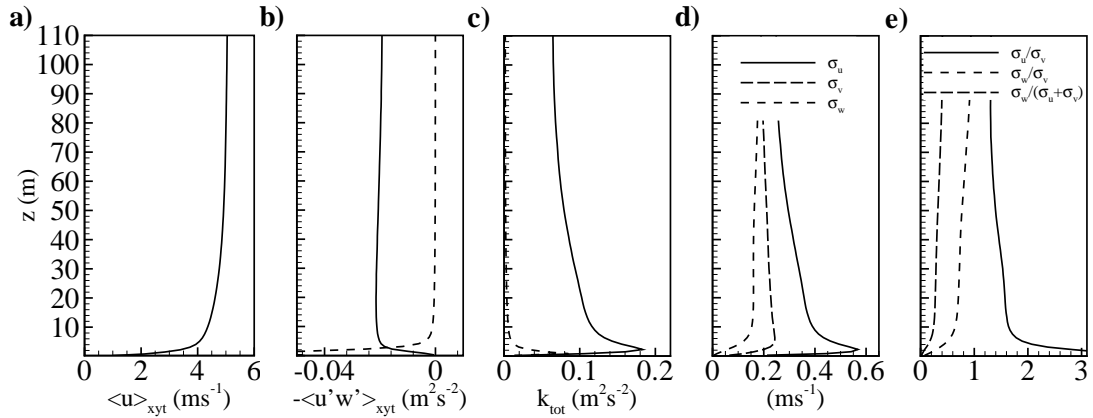 a) b) c) d) e)
110
100
90
80
70
60
50
40
30
20
10
z (m)
σu
σv
σw
σu/σv
σw/σv
σw/(σu+σv)
0 2 4 6
-0.04 0
0 0.1 0.2
0 0.2 0.4 0.6
0 1 2 3
<u>xyt (ms-1)
-<u'w'>xyt (m2s-2)
ktot (m2s-2)
(ms-1)